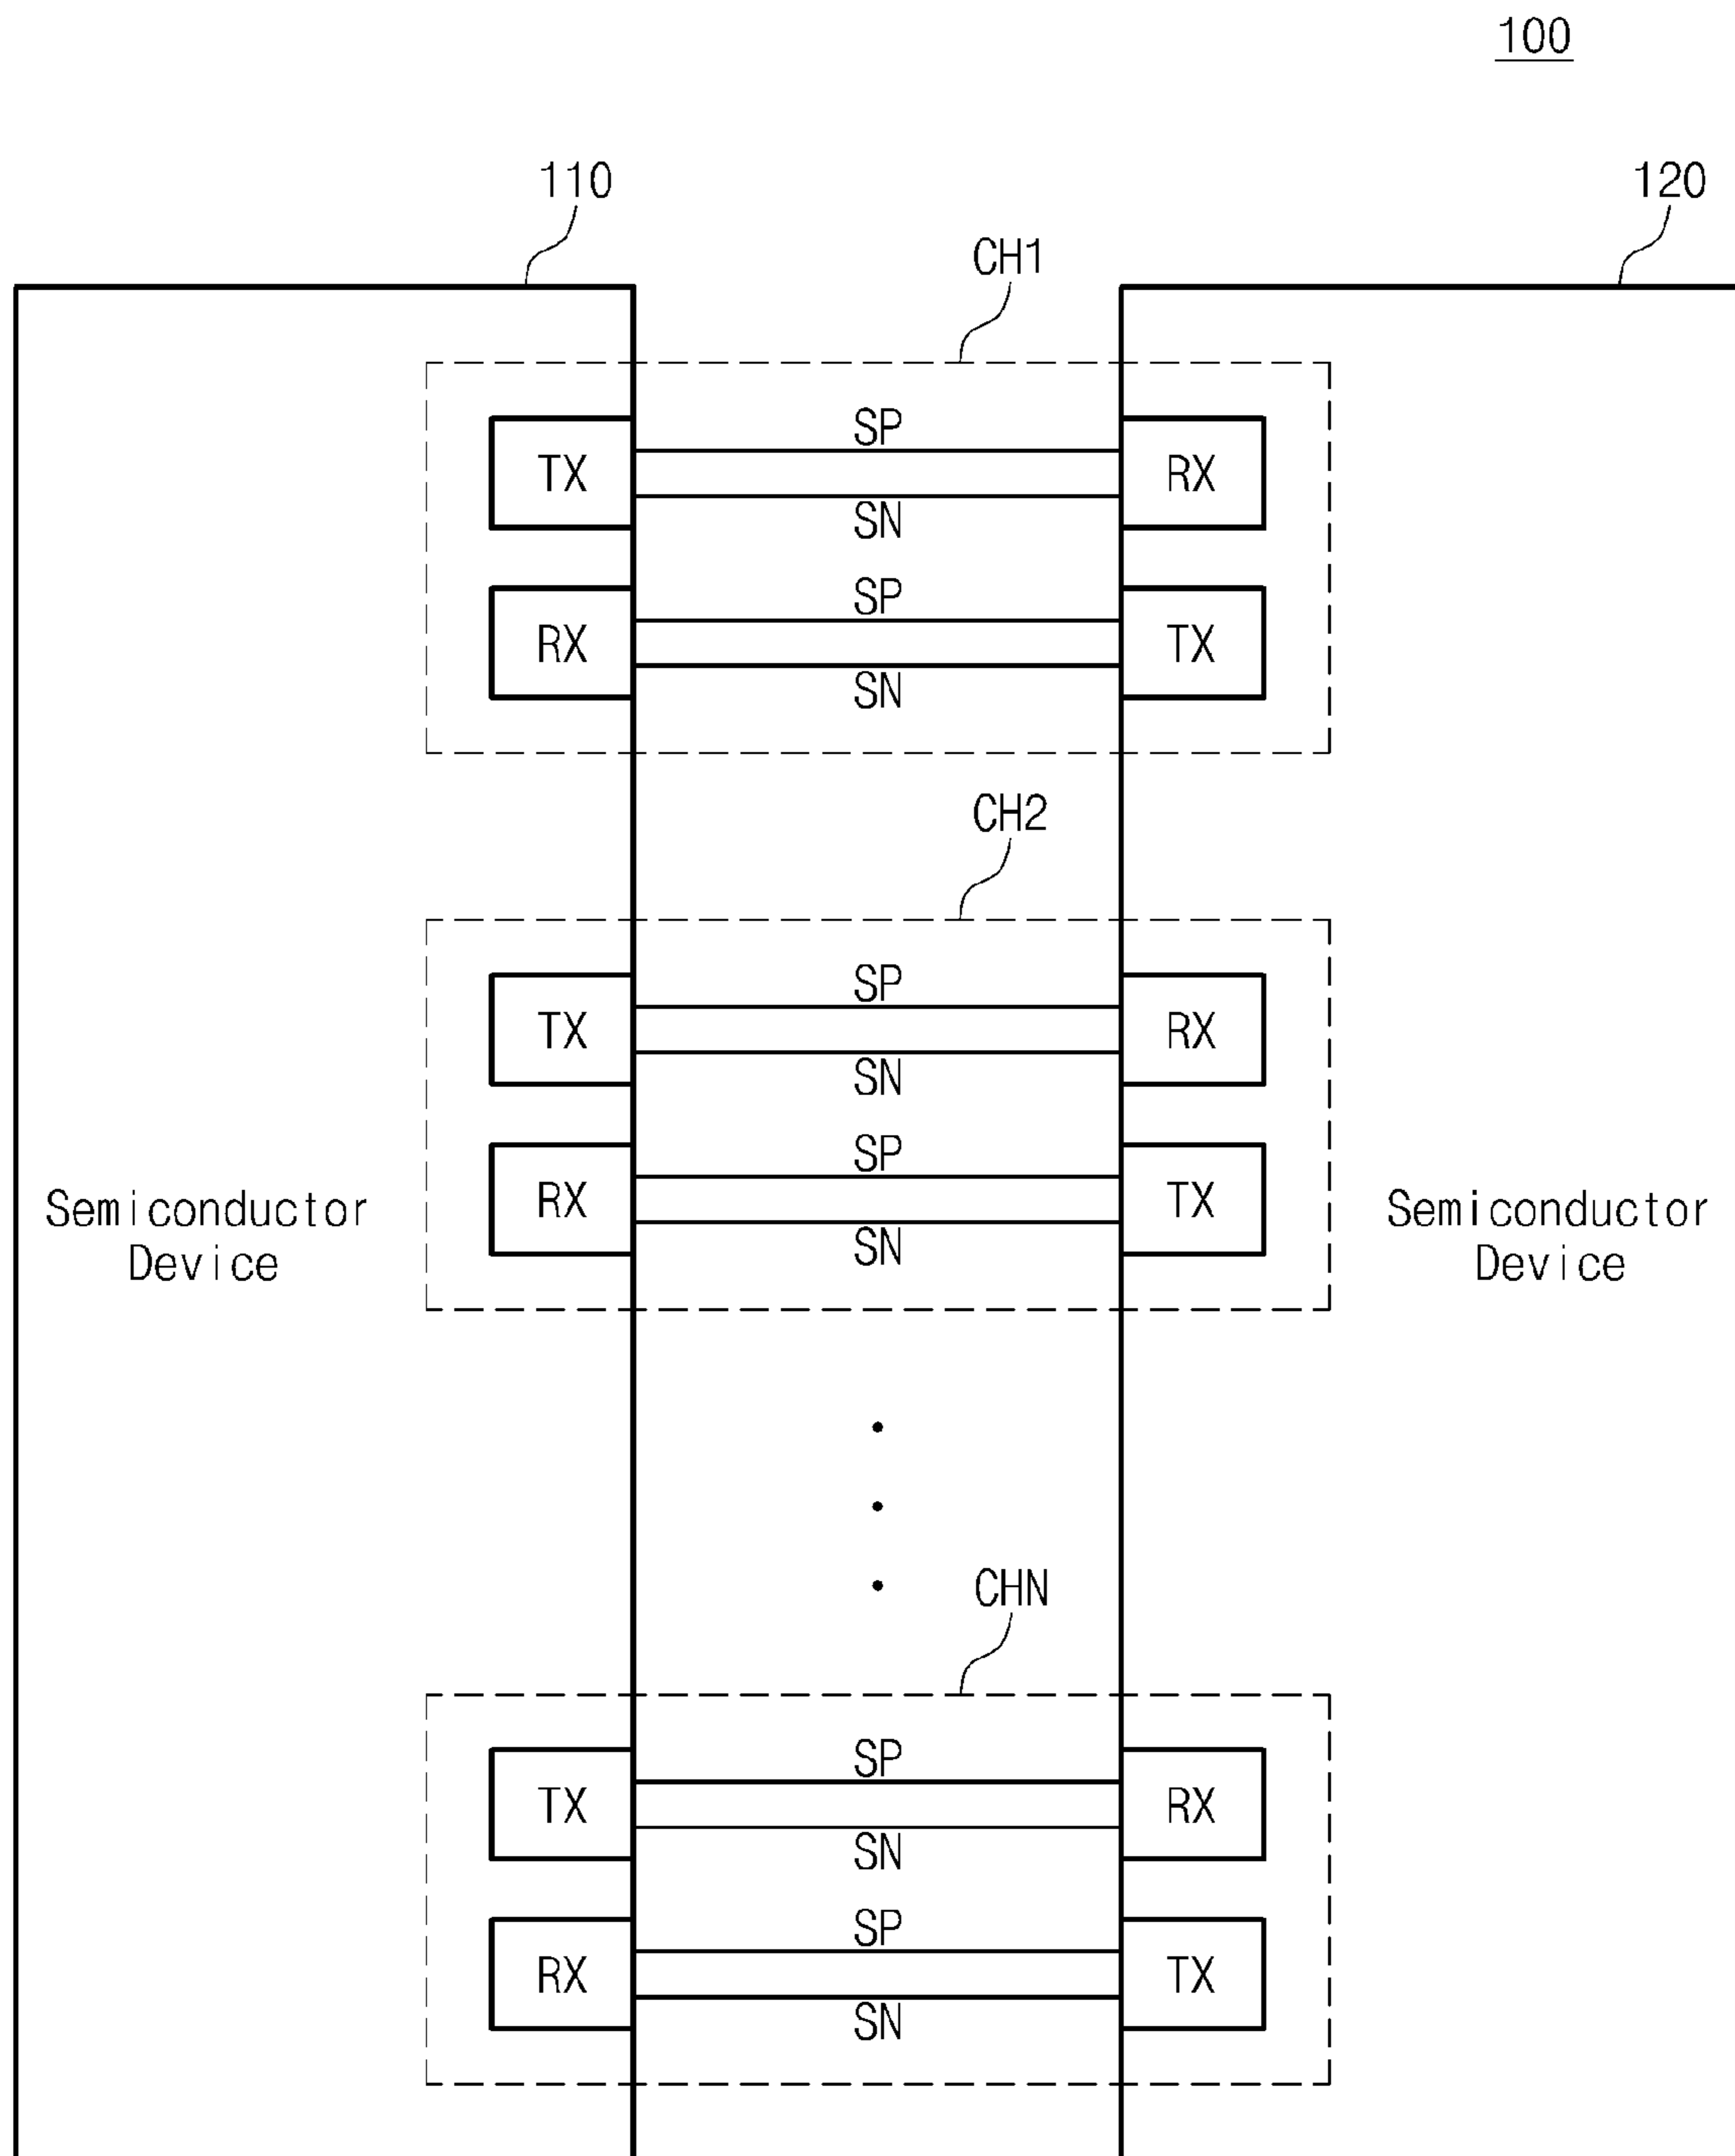 100
110
120
CH1
SP
TX
RX
SN
SP
RX
TX
SN
CH2
SP
TX
RX
SN
SP
RX
TX
SN
Semiconductor
Device
Semiconductor
Device
CHN
SP
TX
RX
SN
SP
RX
TX
SN